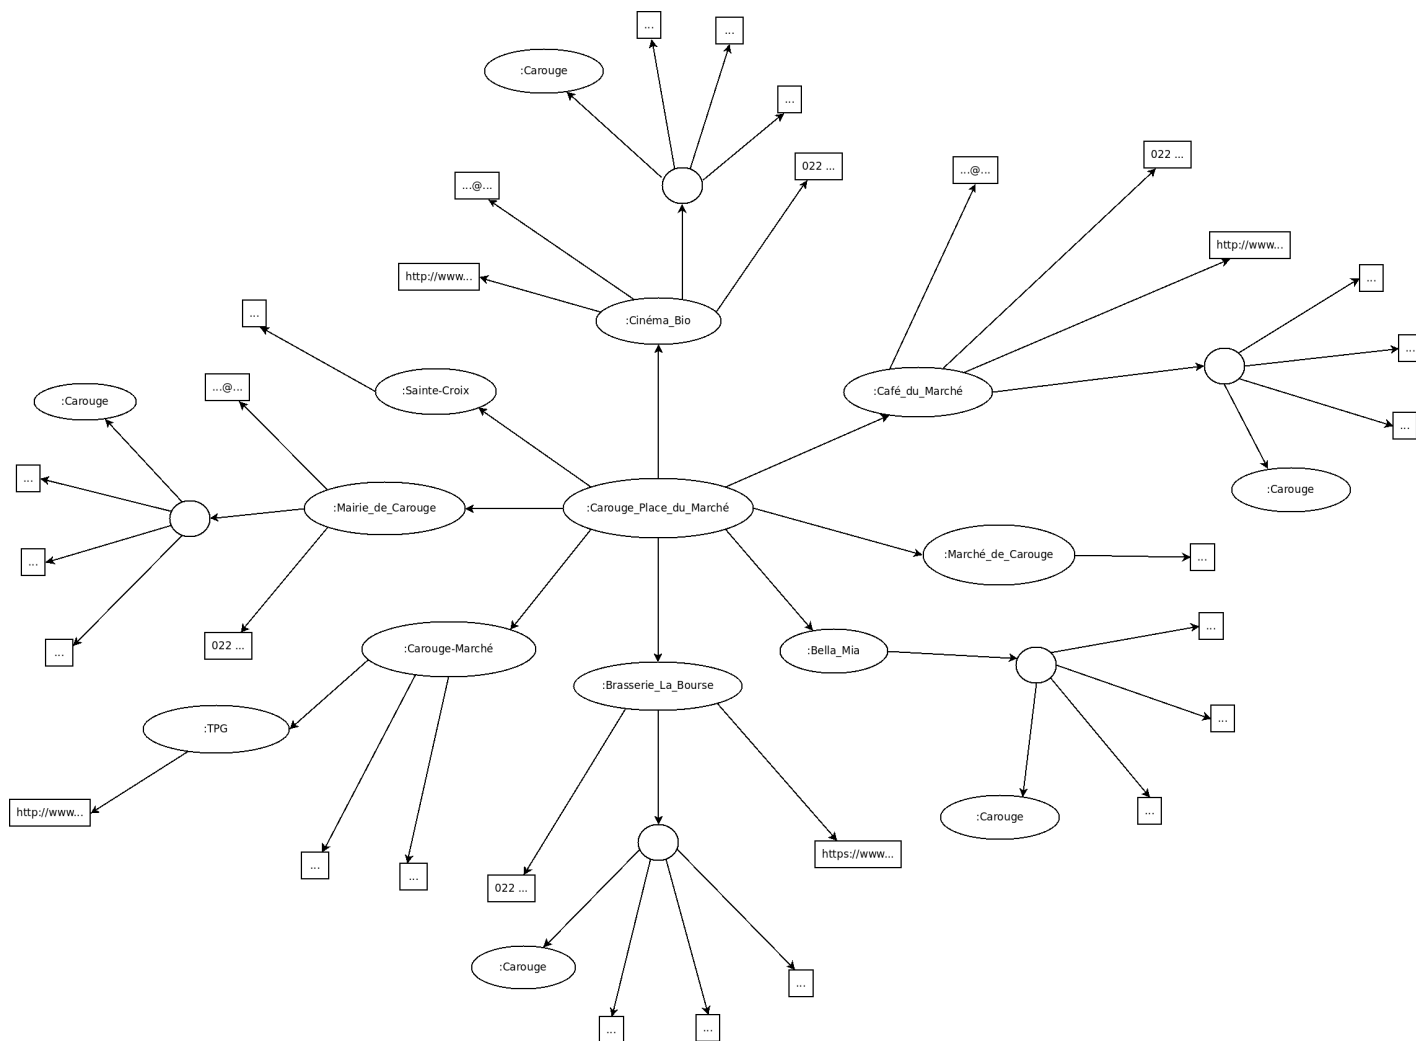 ...
...
:Carouge
...
022 ...
022 ...
...@...
...@...
http://www...
http://www...
...
...
:Cinéma_Bio
...
...@...
:Sainte-Croix
:Café_du_Marché
:Carouge
...
...
:Carouge
:Mairie_de_Carouge
:Carouge_Place_du_Marché
...
:Marché_de_Carouge
...
...
022 ...
...
:Carouge-Marché
:Bella_Mia
:Brasserie_La_Bourse
...
:TPG
http://www...
...
:Carouge
https://www...
...
...
022 ...
:Carouge
...
...
...